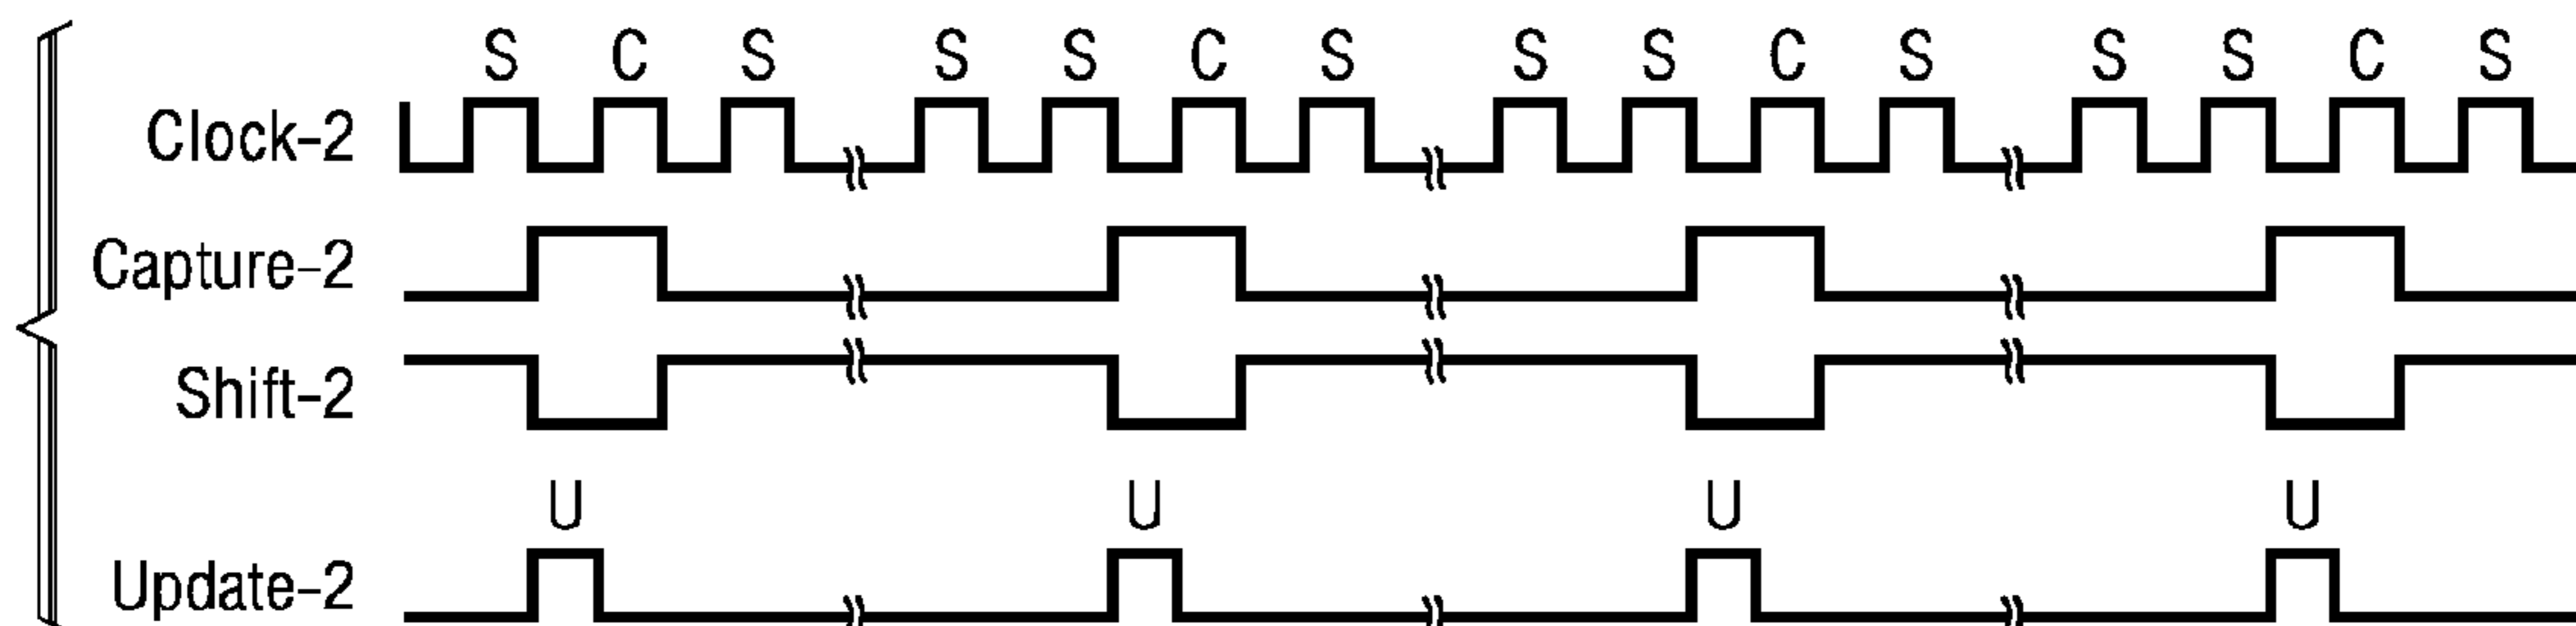 S C S S S C S S S C S S S C S
Clock-2
Capture-2
Shift-2
U U U U
Update-2